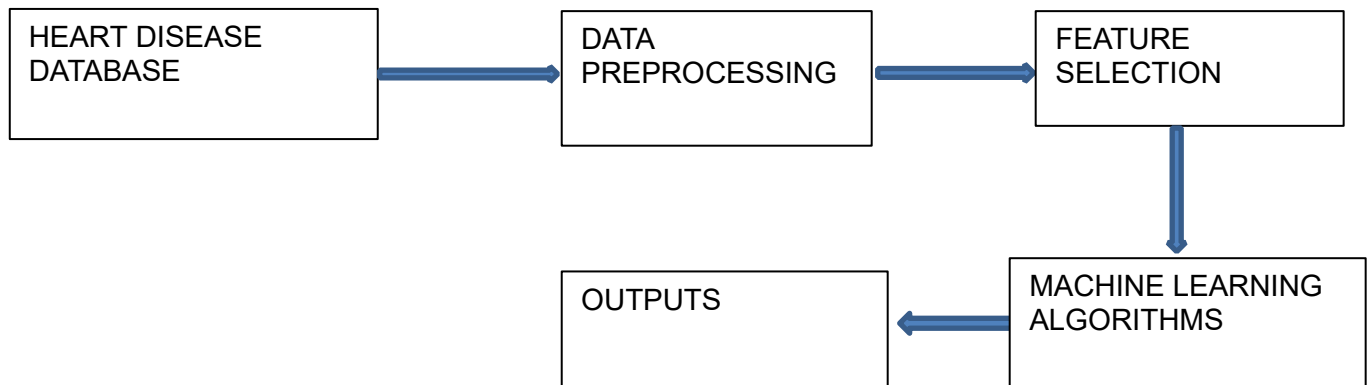 HEART DISEASE
DATABASE
DATA
PREPROCESSING
FEATURE
SELECTION
MACHINE LEARNING
ALGORITHMS
OUTPUTS